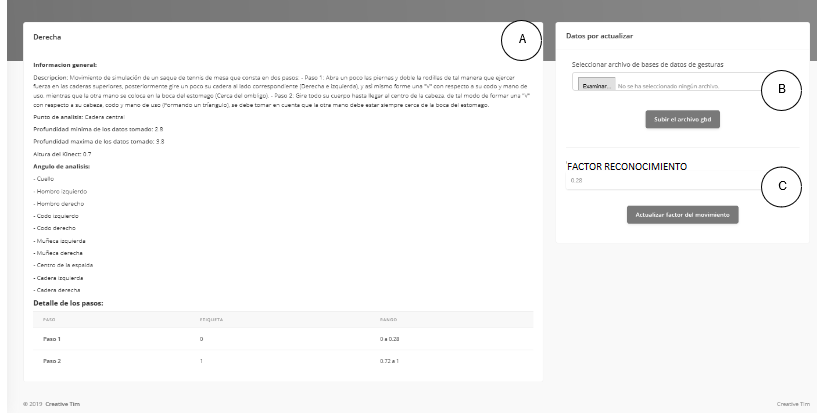 Derecha
A
Informacion general:
Descripcion: Movimiento de simulación de un saque de tennis de mesa que consta en dos pasos. - Paso 1: Abra un poco les piernes y doble la rodillas de tal manera que ejercer
fuerza en las caderas superiores, posteriormente gire un poco su cadera al lado correspondiente (Derecha e Izquierda), y así mismo forme una "V" con respecto a su codo y mano de
uso, mientras que la otra mano se coloca en la boca del estomago (Cerca del ombligo). - Paso 2: Gire todo su cuerpo hasta llegar al centro de la cabeza, de tal modo de formar una "V"
con respecto a su cabeza, codo y mano de uso (Formando un triangulo), se debe tomar en cuenta que la otra mano debe estar siempre cerca de la boca del estomago.
Punto de analisis: Cadera central
Profundidad minima de los datos tomado: 2.8
Profundidad maxima de los datos tomado: 3.8
Altura del Kinect: 0.7
Angulo de analisis:
- Cuello
- Hombro izquierdo
- Hombro derecho
- Codo izquierdo
- Codo derecho
- Muñeca izquierda
- Muñeca derecha
- Centro de la espalda
- Cadera izquierda
- Cadera derecha
Detalle de los pasos:
PASO ETIQUETA RANGO
Paso 1 0 0 a 0.28
Paso 2 1 0.72 a 1
Datos por actualizar
Seleccionar archivo de bases de datos de gesturas
Examinar... No se ha seleccionado ningún archivo.
B
Subir el archivo gbd
FACTOR RECONOCIMIENTO
0.28
C
Actualizar factor del movimiento
© 2019 Creative Tim
Creative Tim